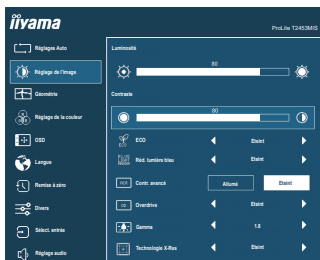 iiyama
ProLite T2453MIS
Réglages Auto
Réglage de l'image
Géométrie
Réglage de la couleur
OSD
Langue
Remise à zéro
Divers
Sélect. entrée
Réglage audio
Luminosité
80
Contraste
80
ECO
ECO
Eteint
Réd. lumière bleu
Eteint
Contr. avancé
Allumé
Eteint
OD
Overdrive
Eteint
Gamma
1.8
Technologie X-Res
Eteint